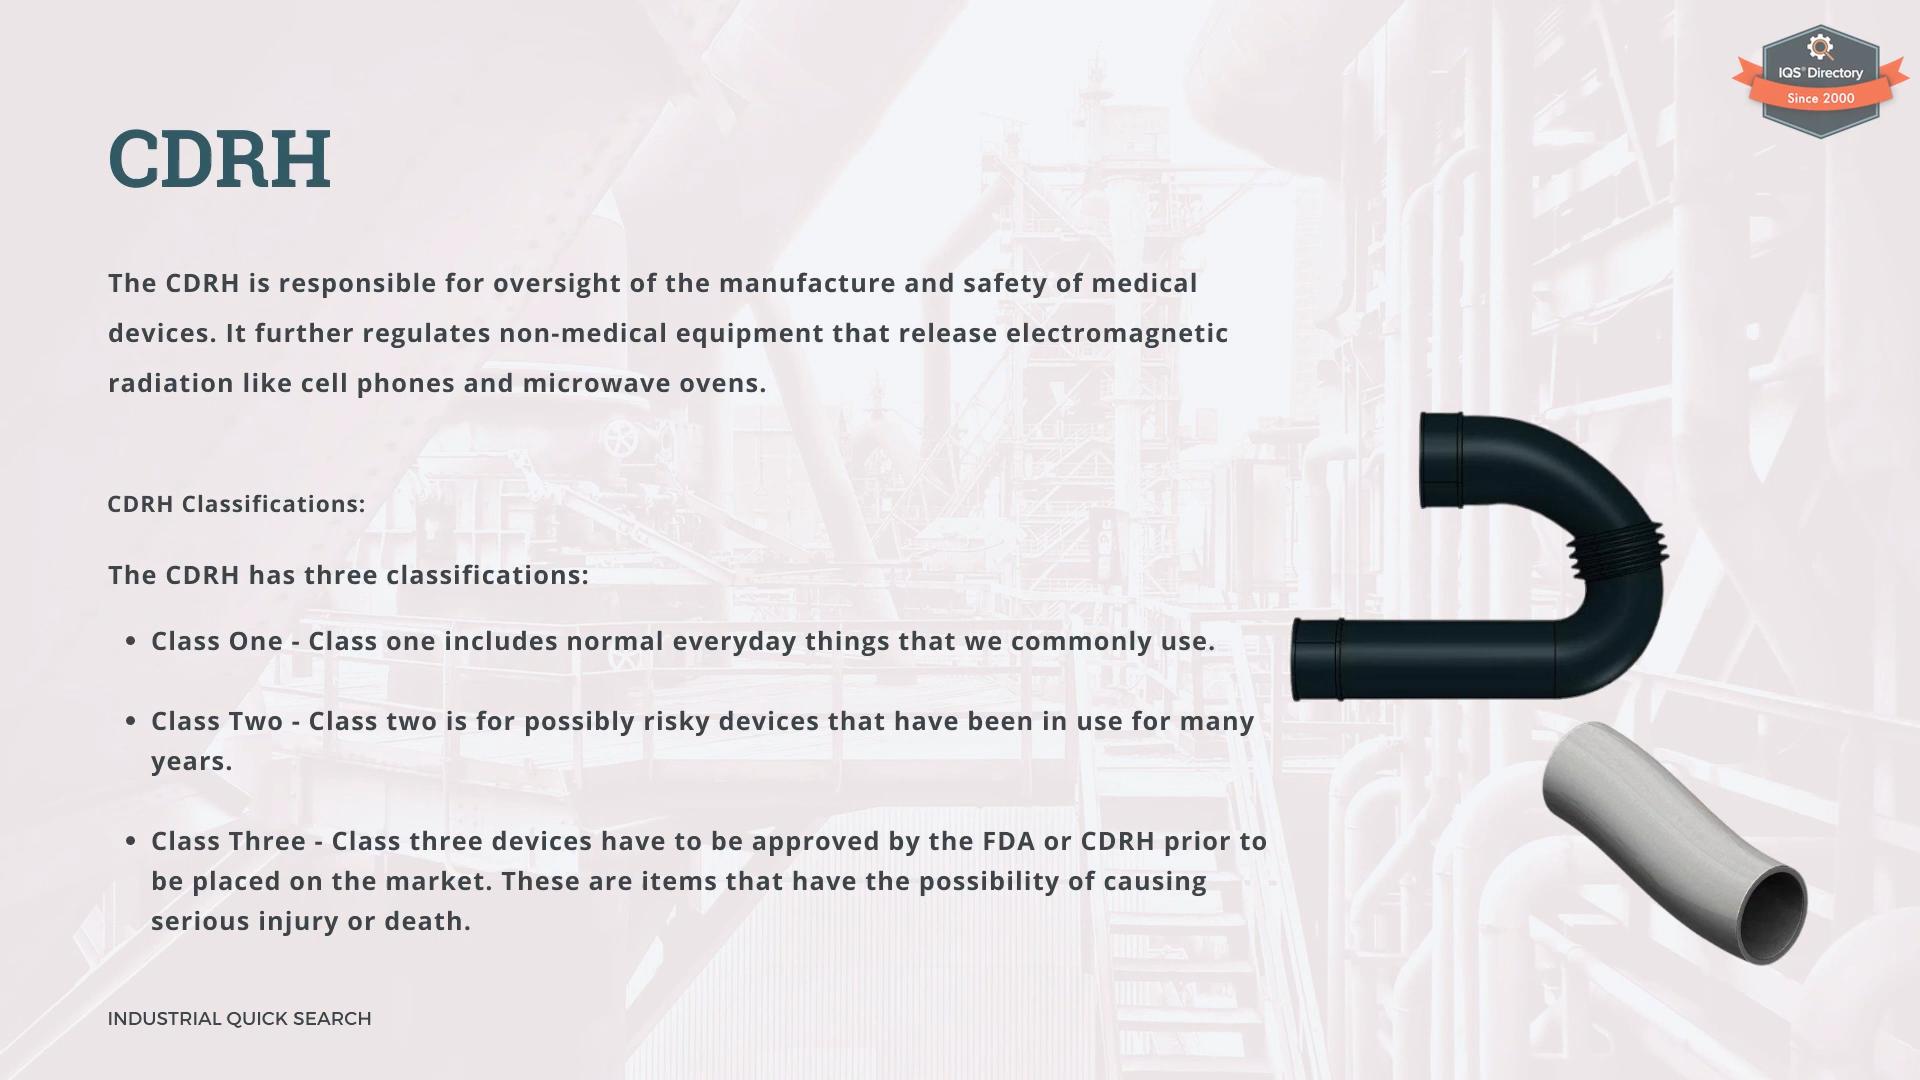 IQS® Directory
Since 2000
CDRH
The CDRH is responsible for oversight of the manufacture and safety of medical
devices. It further regulates non-medical equipment that release electromagnetic
radiation like cell phones and microwave ovens.
CDRH Classifications:
The CDRH has three classifications:
• Class One - Class one includes normal everyday things that we commonly use.
• Class Two - Class two is for possibly risky devices that have been in use for many
years.
• Class Three - Class three devices have to be approved by the FDA or CDRH prior to
be placed on the market. These are items that have the possibility of causing
serious injury or death.
INDUSTRIAL QUICK SEARCH